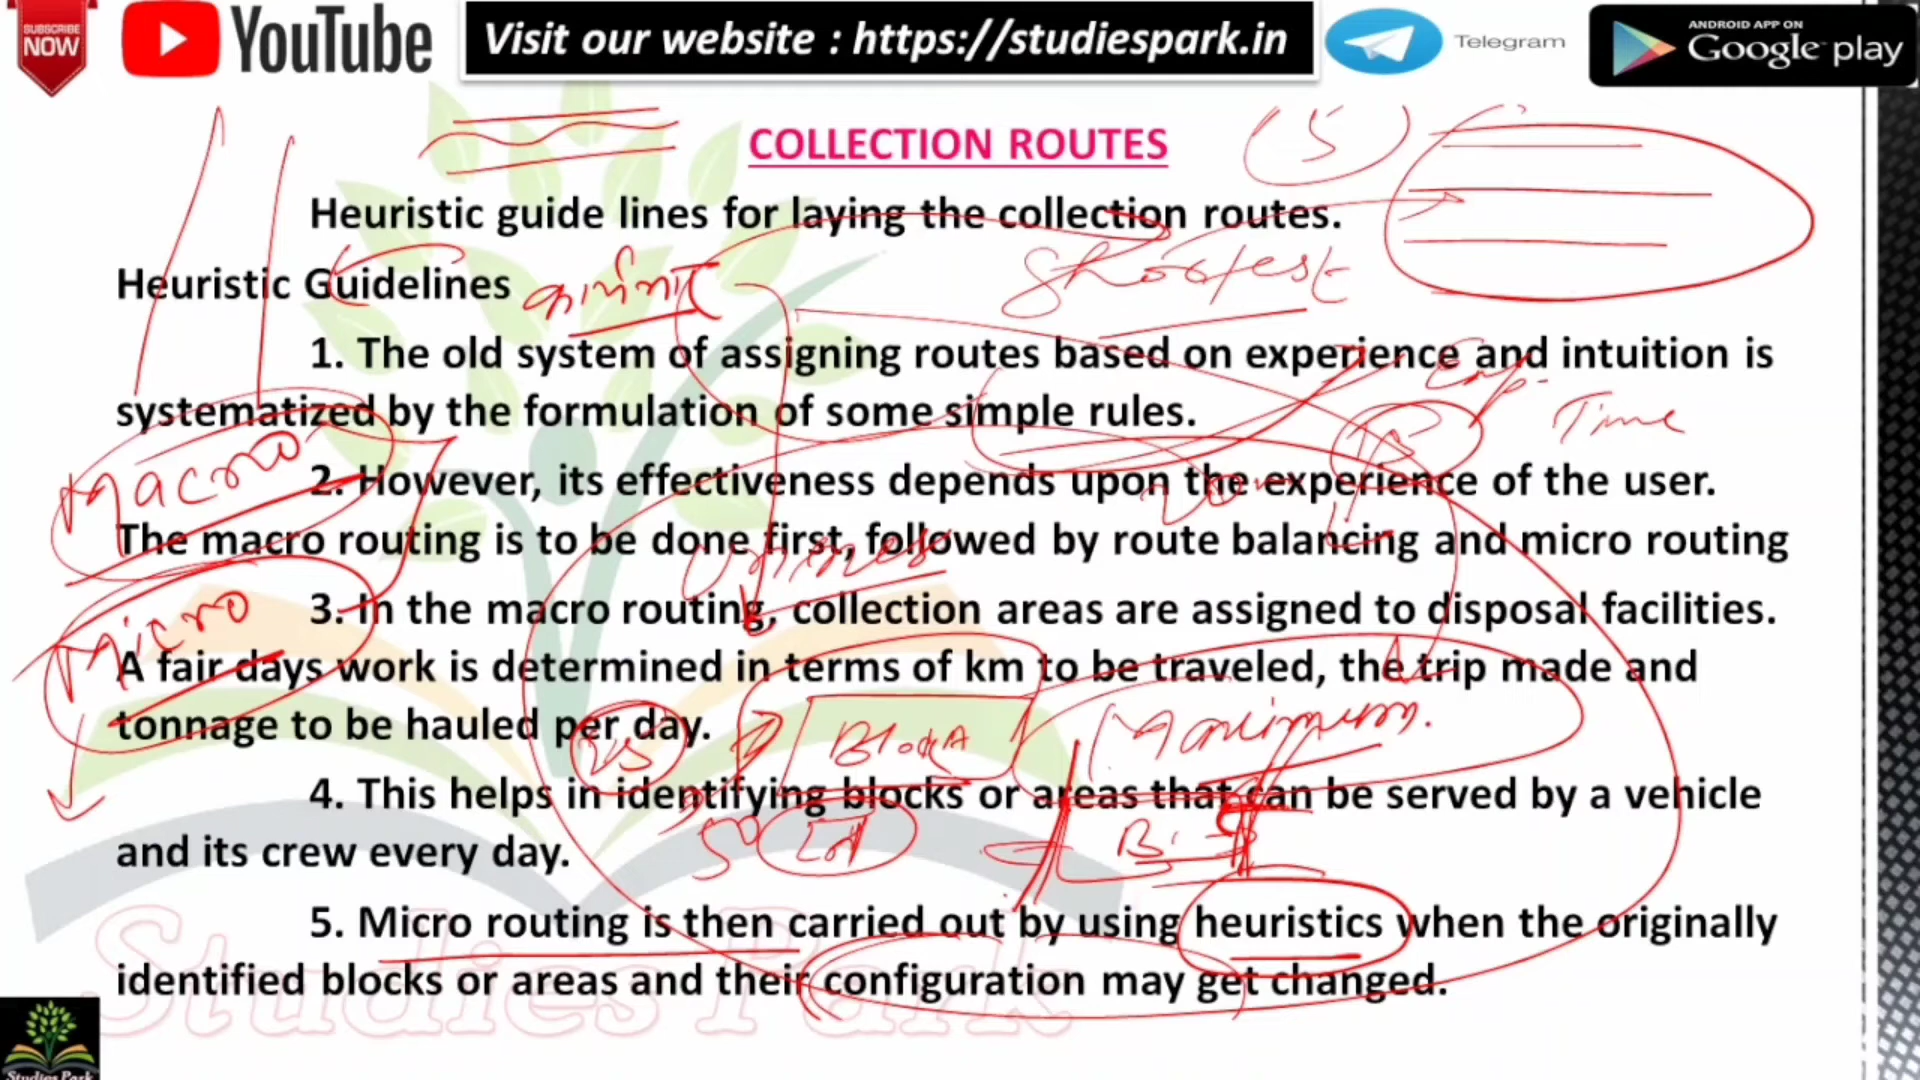 SUBSCRIBE
NOW
YouTube
Visit our website : https://studiespark.in
Telegram
ANDROID APP ON
Google play
COLLECTION ROUTES
(5)
Heuristic guide lines for laying the collection routes.
Shortest
Heuristic Guidelines
1. The old system of assigning routes based on experience and intuition is
Exp.
Time
systematized by the formulation of some simple rules.
Macro
2. However, its effectiveness depends upon the experience of the user.
The macro routing is to be done first, followed by route balancing and micro routing
Micro
3. In the macro routing, collection areas are assigned to disposal facilities.
A fair days work is determined in terms of km to be traveled, the trip made and
tonnage to be hauled per day.
Block A
Maximum.
4. This helps in identifying blocks or areas that can be served by a vehicle
50
and its crew every day.
5. Micro routing is then carried out by using heuristics when the originally
identified blocks or areas and their configuration may get changed.
Studies Park
Studies Park